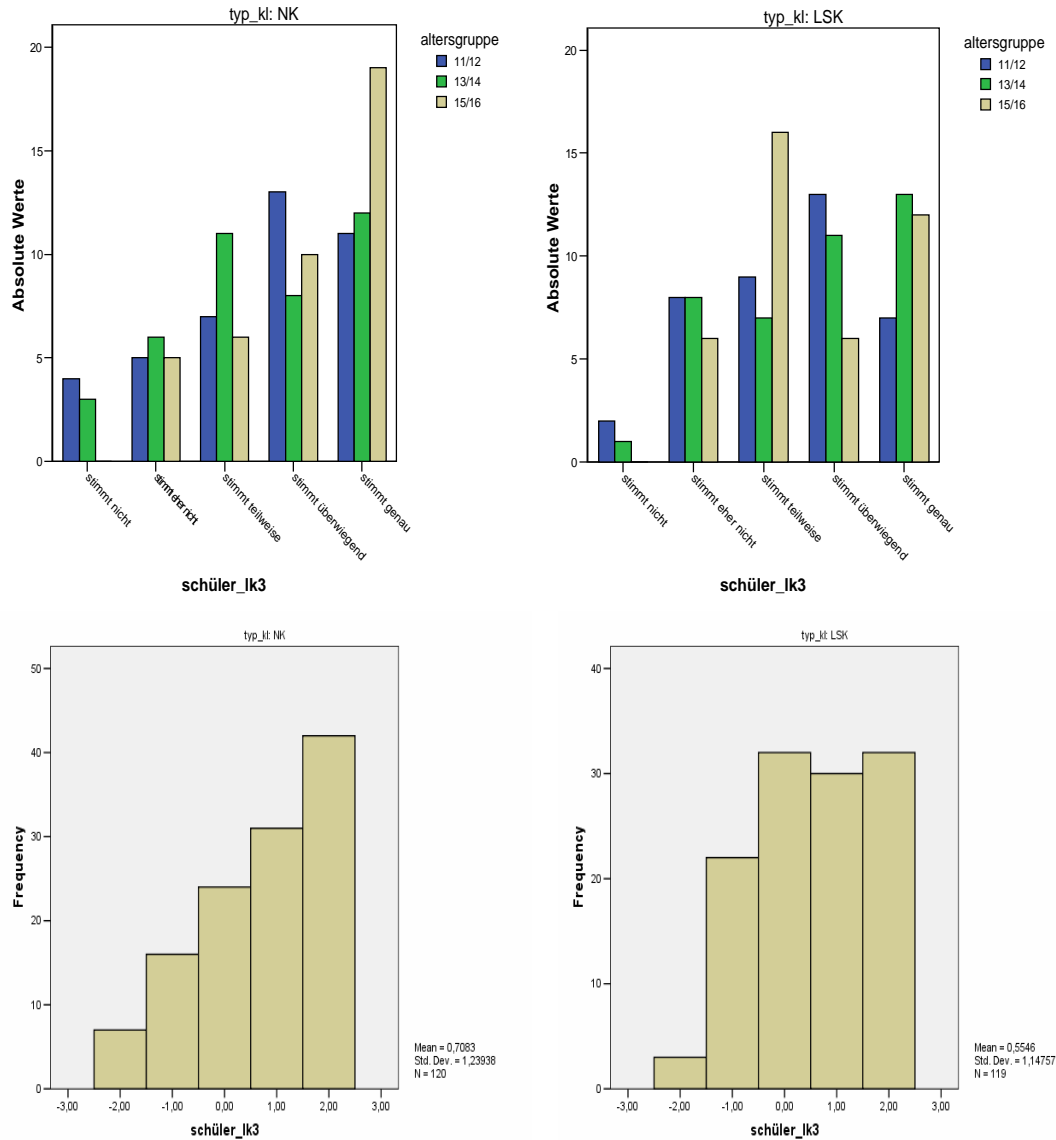 typ_kl: NK
altersgruppe
11/12
13/14
15/16
20
15
10
5
0
Absolute Werte
stimmt nicht
stimmt teilweise
stimmt überwiegend
stimmt genau
schüler_lk3
typ_kl: LSK
altersgruppe
11/12
13/14
15/16
20
15
10
5
0
Absolute Werte
stimmt nicht
stimmt eher nicht
stimmt teilweise
stimmt überwiegend
stimmt genau
schüler_lk3
typ_kl: NK
50
40
30
20
10
0
Frequency
-3,00 -2,00 -1,00 0,00 1,00 2,00 3,00
schüler_lk3
Mean = 0,7083
Std. Dev. = 1,23938
N = 120
typ_kl: LSK
40
30
20
10
0
Frequency
-3,00 -2,00 -1,00 0,00 1,00 2,00 3,00
schüler_lk3
Mean = 0,5546
Std. Dev. = 1,14757
N = 119